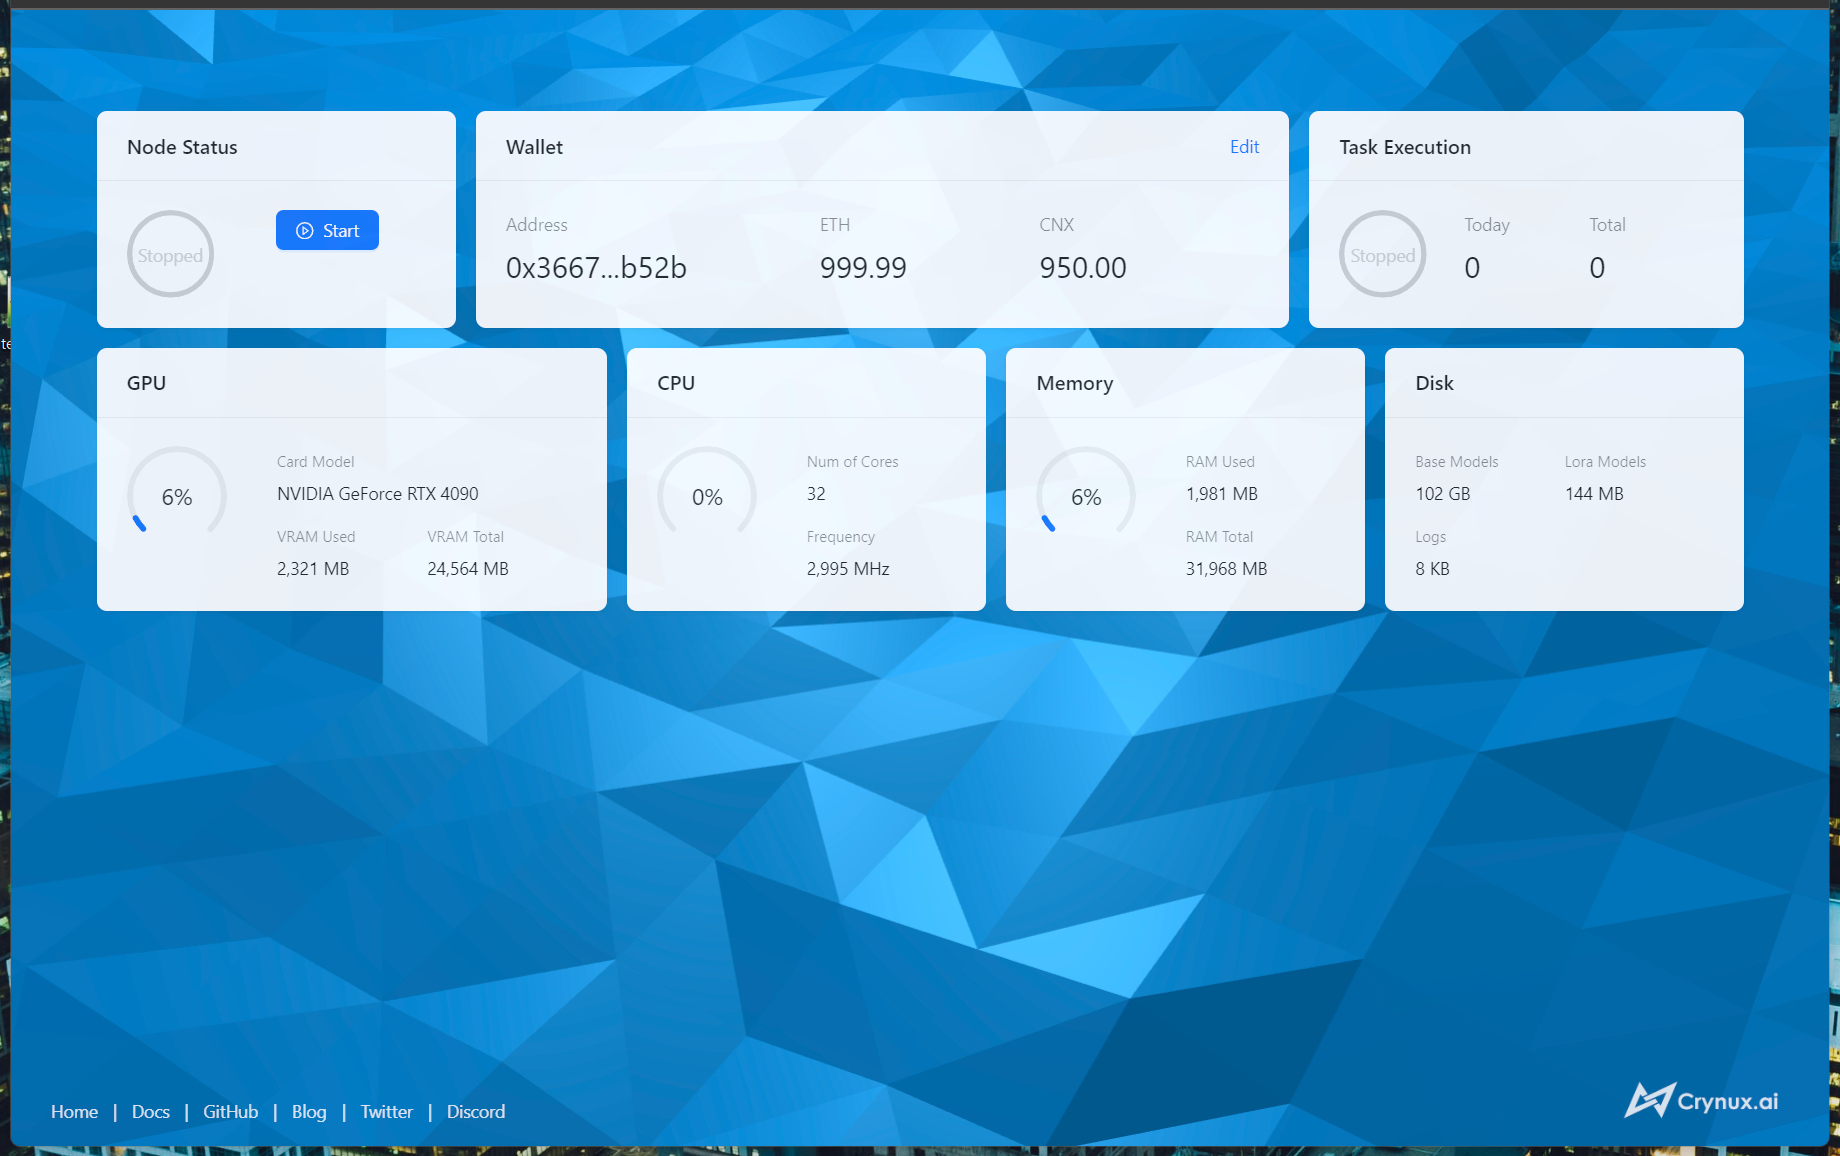 Node Status
Stopped
Start
Wallet
Edit
Address
ETH
CNX
0x3667...b52b
999.99
950.00
Task Execution
Stopped
Today
Total
0
0
GPU
6%
Card Model
NVIDIA GeForce RTX 4090
VRAM Used
VRAM Total
2,321 MB
24,564 MB
CPU
0%
Num of Cores
32
Frequency
2,995 MHz
Memory
6%
RAM Used
1,981 MB
RAM Total
31,968 MB
Disk
Base Models
Lora Models
102 GB
144 MB
Logs
8 KB
te
Home | Docs | GitHub | Blog | Twitter | Discord
Crynux.ai